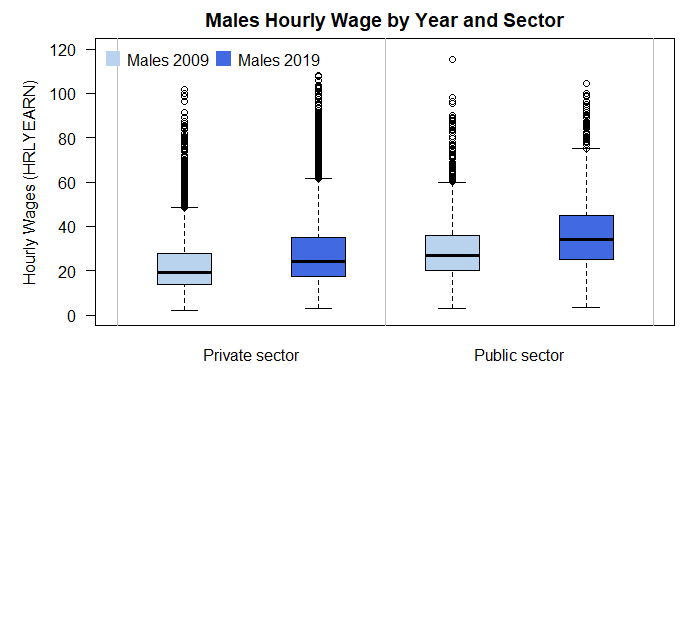 Males Hourly Wage by Year and Sector
Males 2009 Males 2019
Hourly Wages (HRLYEARN)
120
100
80
60
40
20
0
Private sector Public sector